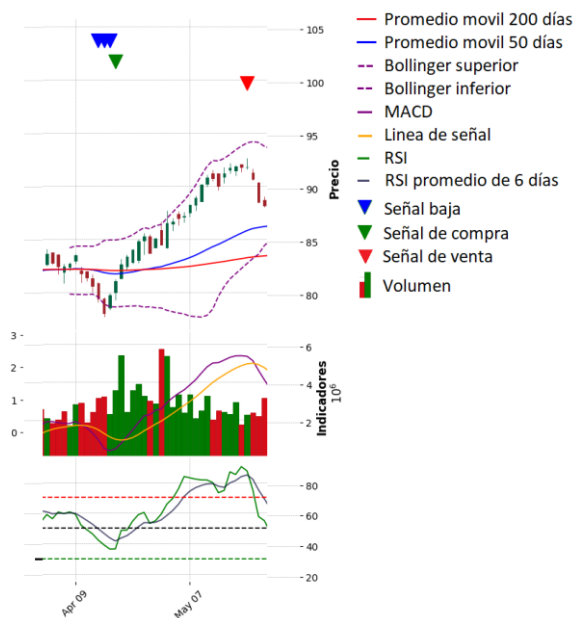 Promedio movil 200 días
Promedio movil 50 días
Bollinger superior
Bollinger inferior
MACD
Linea de señal
RSI
RSI promedio de 6 días
Señal baja
Señal de compra
Señal de venta
Volumen
105
100
95
90
85
80
Precio
3
2
1
0
6
4
2
Indicadores
10⁶
80
60
40
20
Apr 09
May 07